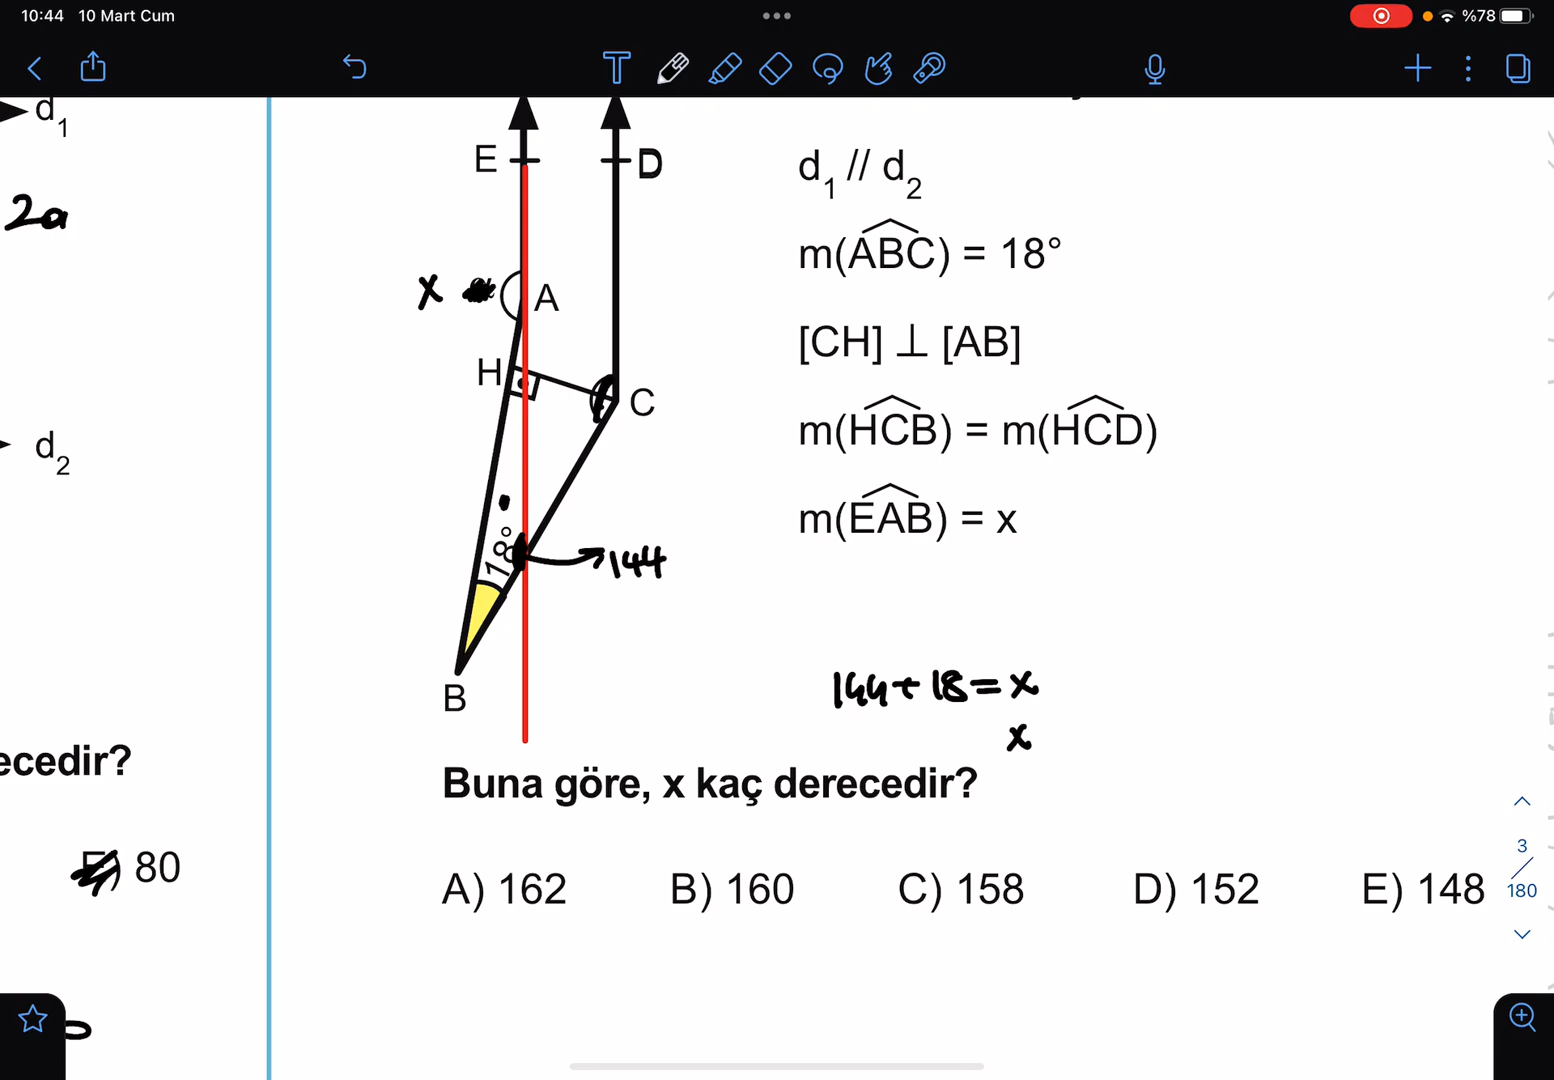 10:44 10 Mart Cum
%78
d1
2a
d2
ecedir?
80
E
D
d1 // d2
m(ABC) = 18°
X
A
[CH] ⊥ [AB]
H
C
m(HCB) = m(HCD)
m(EAB) = x
18°
144
B
144 + 18 = x
x
Buna göre, x kaç derecedir?
A) 162 B) 160 C) 158 D) 152 E) 148
3
180